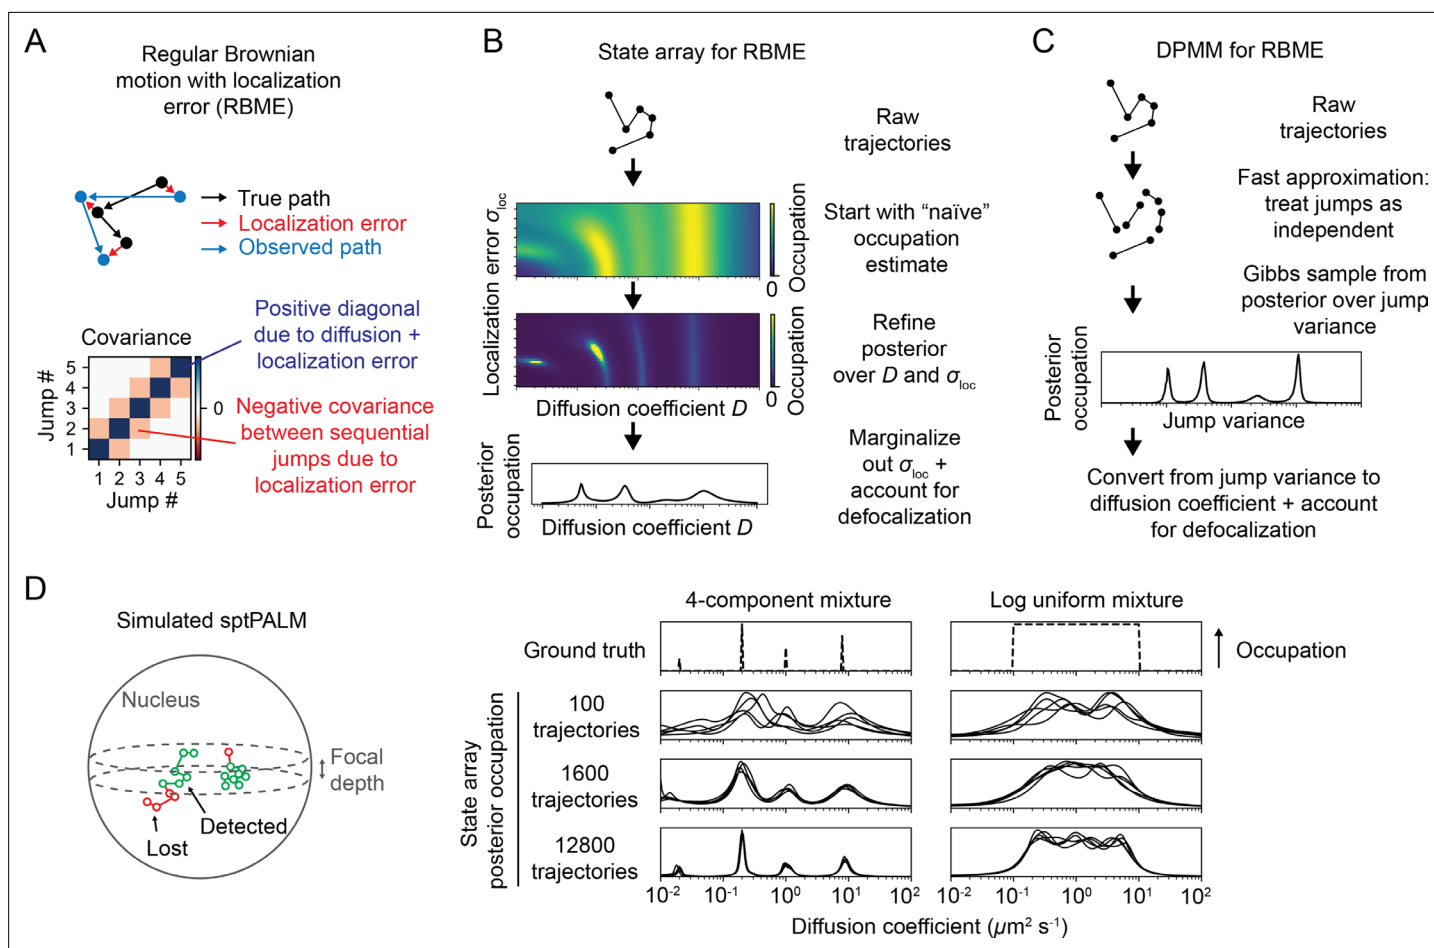 A
Regular Brownian
motion with localization
error (RBME)
True path
Localization error
Observed path
Positive diagonal
due to diffusion +
localization error
Covariance
5
4
3
2
1
Jump #
1 2 3 4 5
Jump #
0
Negative covariance
between sequential
jumps due to
localization error
B
State array for RBME
Raw
trajectories
Localization error σloc
Occupation
0
Start with “naïve”
occupation
estimate
Occupation
0
Refine
posterior
over D and σloc
Diffusion coefficient D
Marginalize
out σloc +
account for
defocalization
Posterior
occupation
Diffusion coefficient D
C
DPMM for RBME
Raw
trajectories
Fast approximation:
treat jumps as
independent
Gibbs sample from
posterior over jump
variance
Posterior
occupation
Jump variance
Convert from jump variance to
diffusion coefficient + account
for defocalization
D
Simulated sptPALM
Nucleus
Focal
depth
Detected
Lost
4-component mixture
Log uniform mixture
Ground truth
Occupation
State array
posterior occupation
100
trajectories
1600
trajectories
12800
trajectories
10⁻² 10⁻¹ 10⁰ 10¹ 10²
10⁻² 10⁻¹ 10⁰ 10¹ 10²
Diffusion coefficient (μm² s⁻¹)